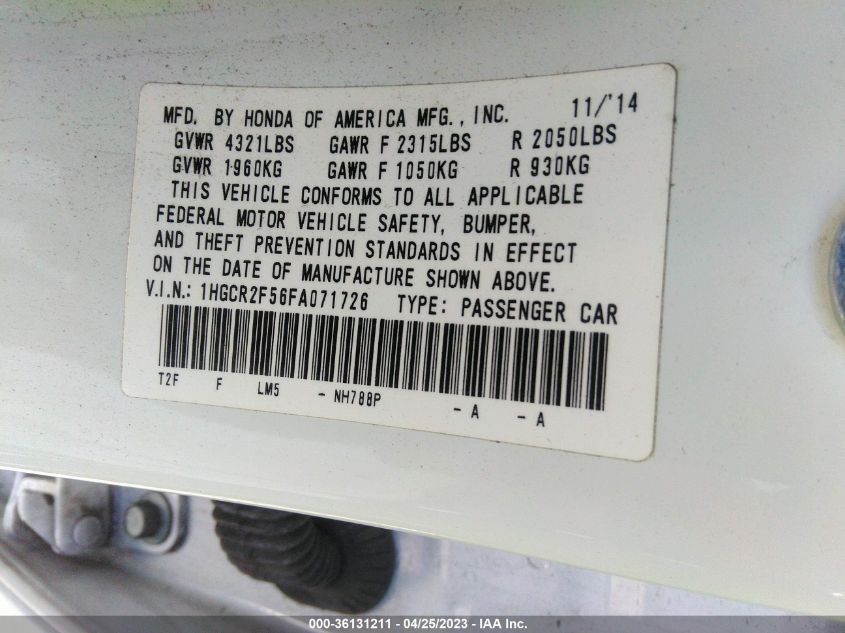 MFD. BY HONDA OF AMERICA MFG., INC. 11/'14
GVWR 4321LBS GAWR F 2315LBS R 2050LBS
GVWR 1960KG GAWR F 1050KG R 930KG
THIS VEHICLE CONFORMS TO ALL APPLICABLE
FEDERAL MOTOR VEHICLE SAFETY, BUMPER,
AND THEFT PREVENTION STANDARDS IN EFFECT
ON THE DATE OF MANUFACTURE SHOWN ABOVE.
V.I.N.: 1HGCR2F56FA071726 TYPE: PASSENGER CAR
T2F F LM5 - NH788P - A - A
000-36131211 - 04/25/2023 - IAA Inc.